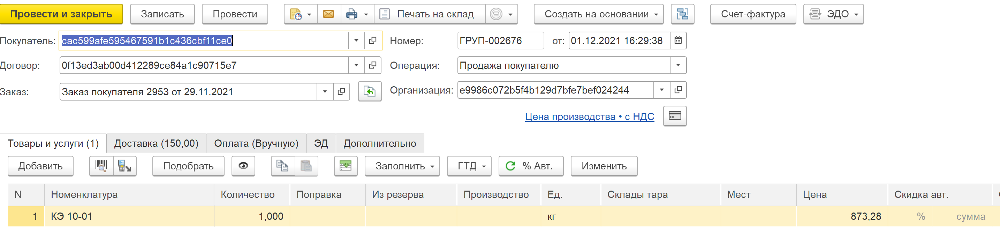 Провести и закрыть Записать Провести Печать на склад Создать на основании Счет-фактура ЭДО
Покупатель: cac599afe595467591b1c436cbf11ce0 Номер: ГРУП-002676 от: 01.12.2021 16:29:38
Договор: 0f13ed3ab00d412289ce84a1c90715e7 Операция: Продажа покупателю
Заказ: Заказ покупателя 2953 от 29.11.2021 Организация: e9986c072b5f4b129d7bfe7bef024244
Цена производства • с НДС
Товары и услуги (1) Доставка (150,00) Оплата (Вручную) ЭД Дополнительно
Добавить Подобрать Заполнить ГТД % Авт. Изменить
N Номенклатура Количество Поправка Из резерва Производство Ед. Склады тара Мест Цена Скидка авт.
1 КЭ 10-01 1,000 кг 873,28 % сумма